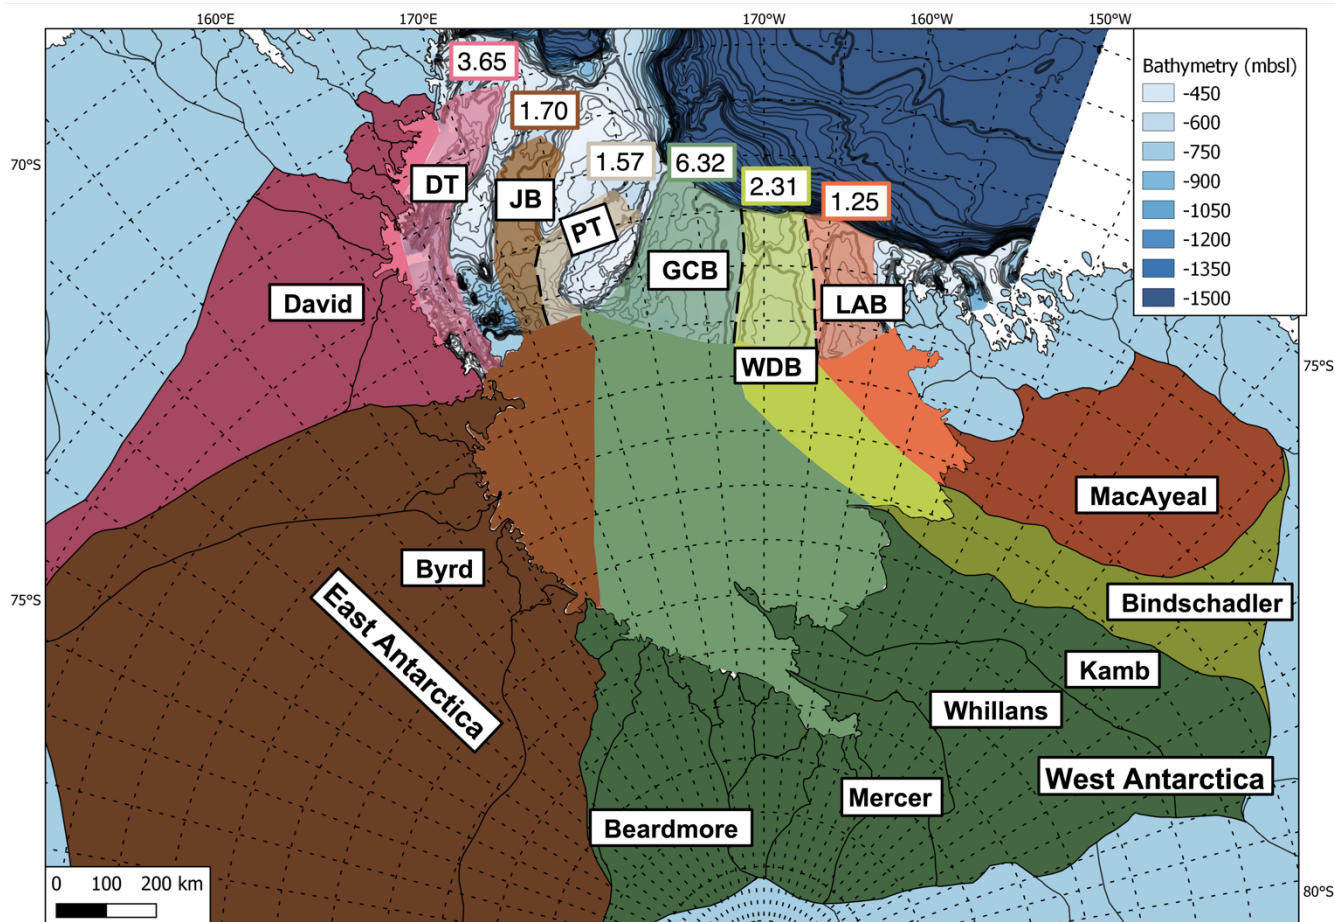 160°E
170°E
170°W
160°W
150°W
3.65
1.70
1.57
6.32
2.31
1.25
Bathymetry (mbsl)
-450
-600
-750
-900
-1050
-1200
-1350
-1500
70°S
DT
JB
PT
GCB
LAB
WDB
David
75°S
MacAyeal
Byrd
75°S
Bindschadler
East Antarctica
Kamb
Whillans
West Antarctica
Mercer
Beardmore
0 100 200 km
80°S